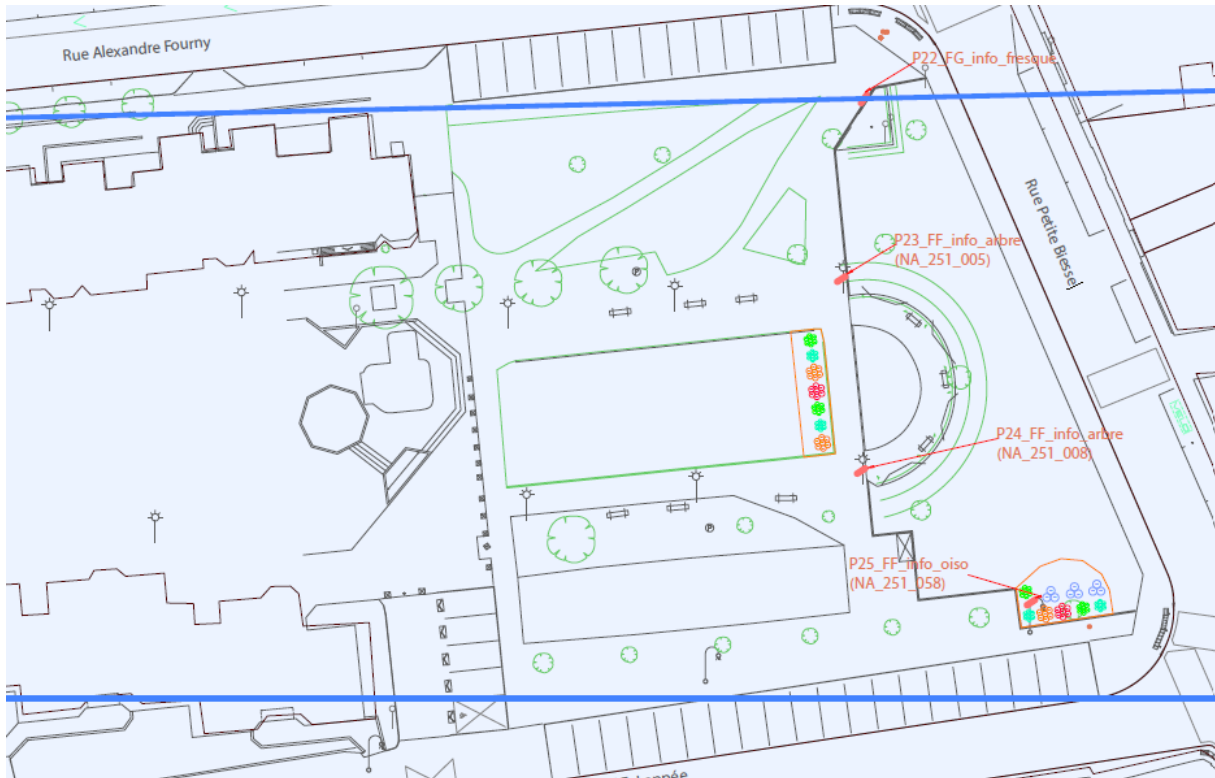 Rue Alexandre Fourny
P22_FG_info_fresque
Rue Petite Biesse
P23_FF_info_arbre
(NA_251_005)
P24_FF_info_arbre
(NA_251_008)
P25_FF_info_oiso
(NA_251_058)